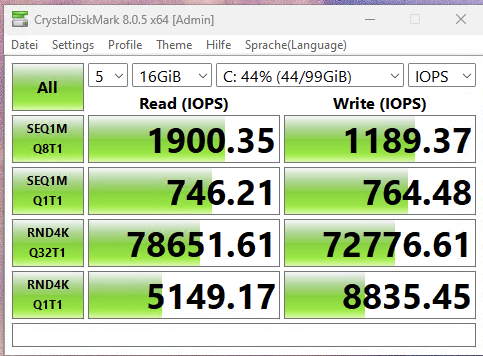 CrystalDiskMark 8.0.5 x64 [Admin]
Datei Settings Profile Theme Hilfe Sprache(Language)
All 5 16GiB C: 44% (44/99GiB) IOPS
Read (IOPS) Write (IOPS)
SEQ1M
Q8T1 1900.35 1189.37
SEQ1M
Q1T1 746.21 764.48
RND4K
Q32T1 78651.61 72776.61
RND4K
Q1T1 5149.17 8835.45